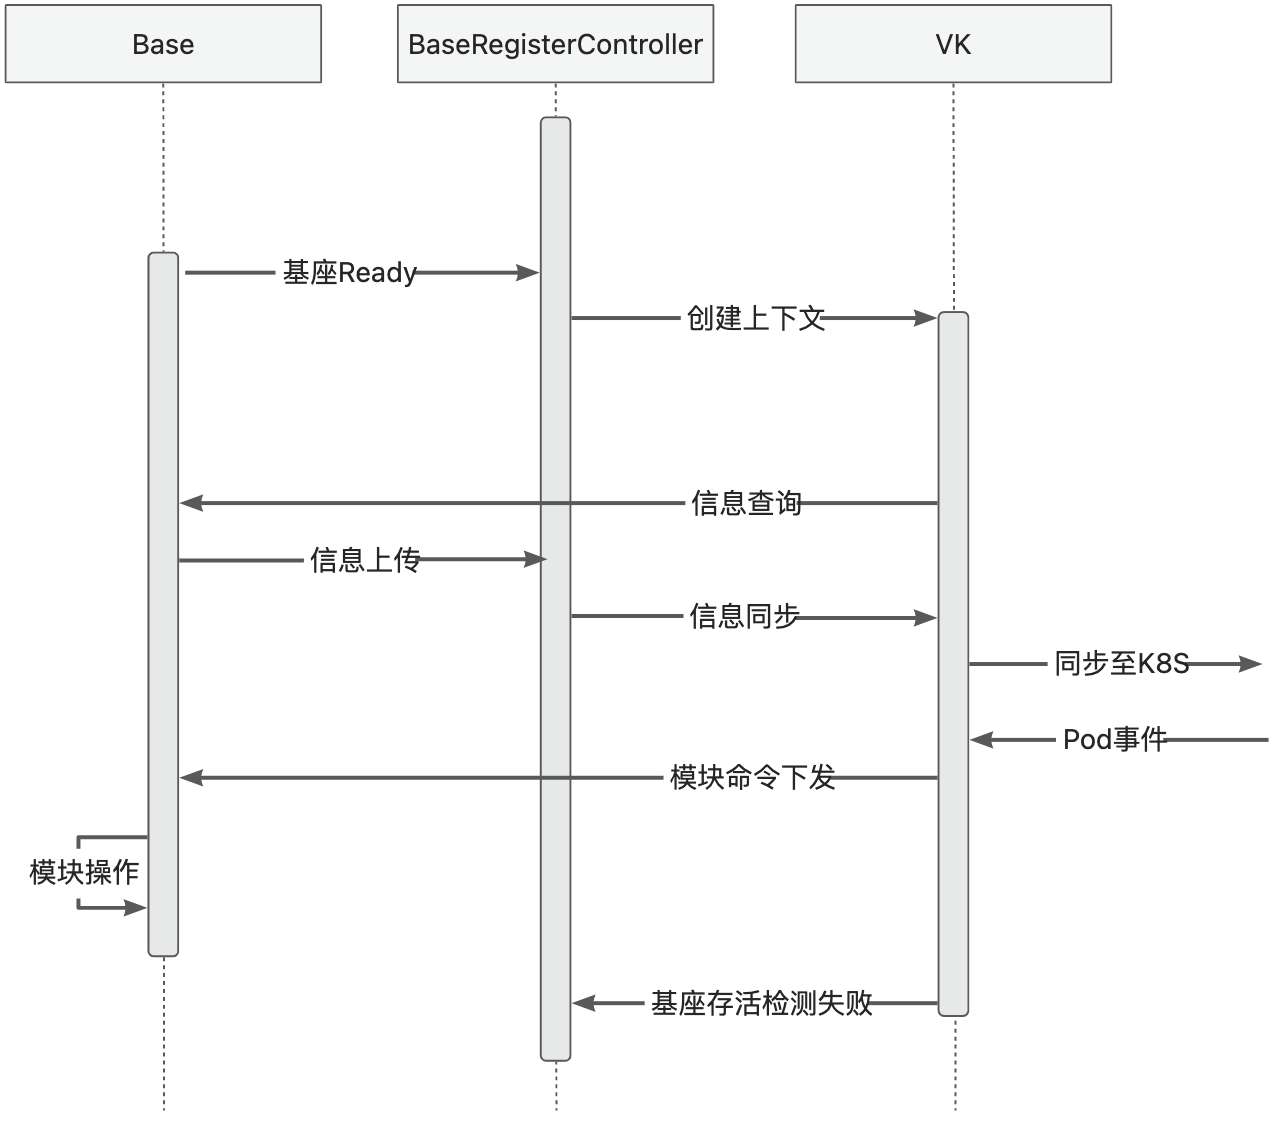 Base
BaseRegisterController
VK
基座Ready
创建上下文
信息查询
信息上传
信息同步
同步至K8S
Pod事件
模块命令下发
模块操作
基座存活检测失败